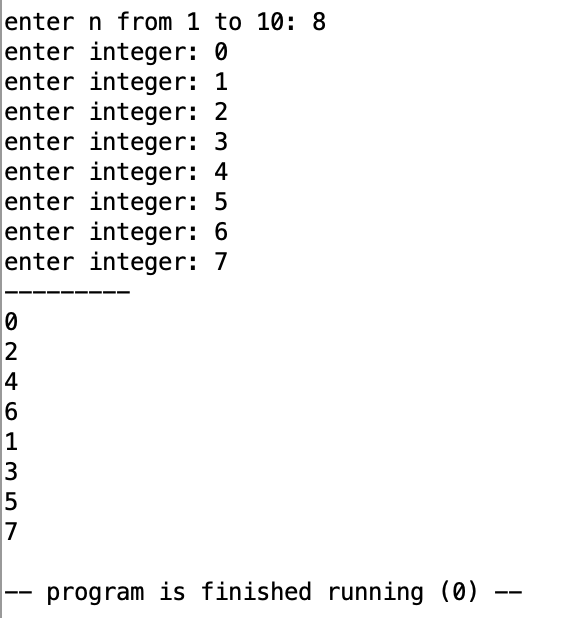 enter n from 1 to 10: 8
enter integer: 0
enter integer: 1
enter integer: 2
enter integer: 3
enter integer: 4
enter integer: 5
enter integer: 6
enter integer: 7
---------
0
2
4
6
1
3
5
7
-- program is finished running (0) --